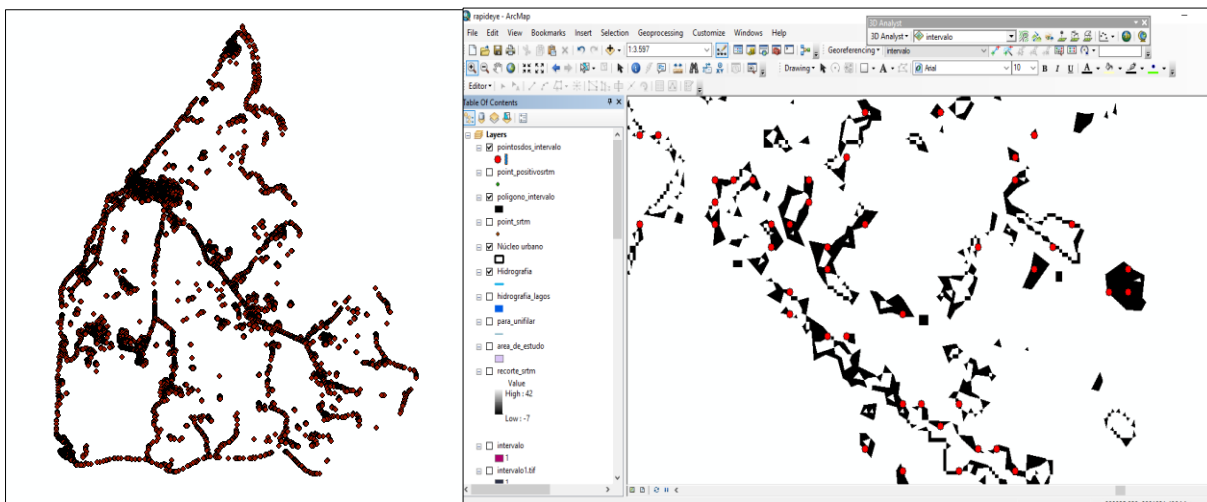 rapideye - ArcMap
3D Analyst
File Edit View Bookmarks Insert Selection Geoprocessing Customize Windows Help
3D Analyst intervalo
1:3.597 Georeferencing intervalo
Drawing A Arial 10 B I U A
Editor
Table Of Contents
Layers
pointosdos_intervalo
point_positivosrtm
poligono_intervalo
point_srtm
Núcleo urbano
Hidrografia
hidrografia_lagos
para_unifilar
area_de_estudo
recorte_srtm
Value
High : 42
Low : -7
intervalo
1
intervalo1.tif
1